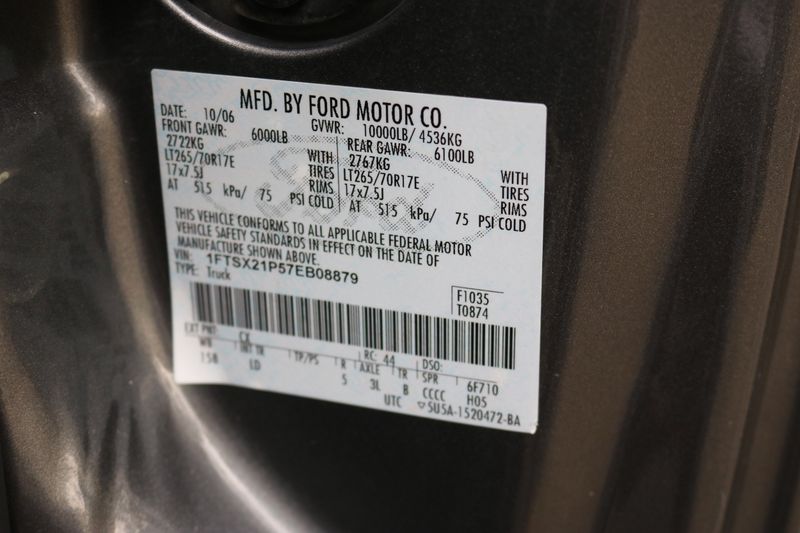 MFD. BY FORD MOTOR CO.
DATE: 10/06 GVWR: 10000LB/ 4536KG
FRONT GAWR: 6000LB REAR GAWR: 6100LB
2722KG WITH 2767KG WITH
LT265/70R17E TIRES LT265/70R17E TIRES
17x7.5J RIMS 17x7.5J RIMS
AT 515 kPa/ 75 PSI COLD AT 515 kPa/ 75 PSI COLD
THIS VEHICLE CONFORMS TO ALL APPLICABLE FEDERAL MOTOR
VEHICLE SAFETY STANDARDS IN EFFECT ON THE DATE OF
MANUFACTURE SHOWN ABOVE.
VIN: 1FTSX21P57EB08879
TYPE: Truck
F1035
T0874
EXT PNT: CX RC: 44 DSO:
WB INT TR TP/PS R AXLE TR SPR 6F710
158 LD 5 3L B CCCC H05
UTC ▽5U5A-1520472-BA